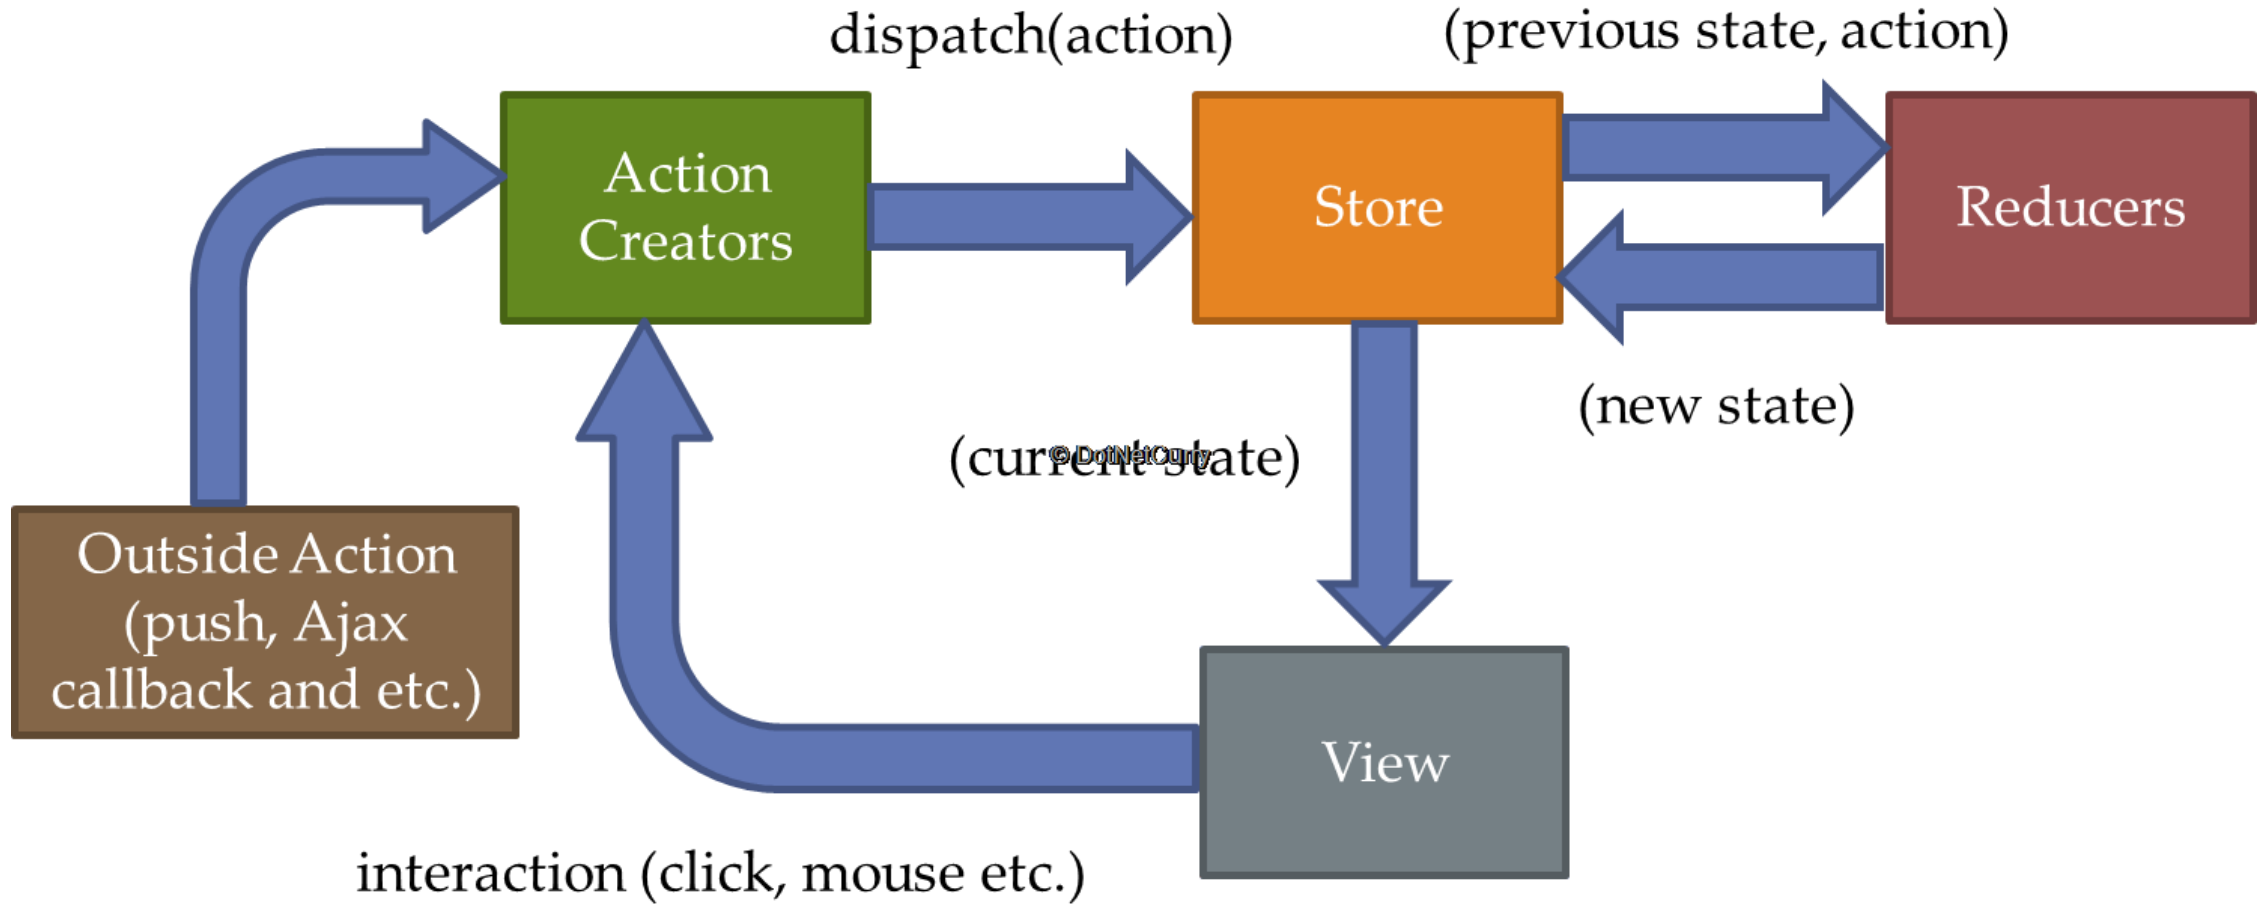 dispatch(action)
(previous state, action)
Action
Creators
Store
Reducers
(new state)
(current state)
© DotNetCurry
Outside Action
(push, Ajax
callback and etc.)
View
interaction (click, mouse etc.)